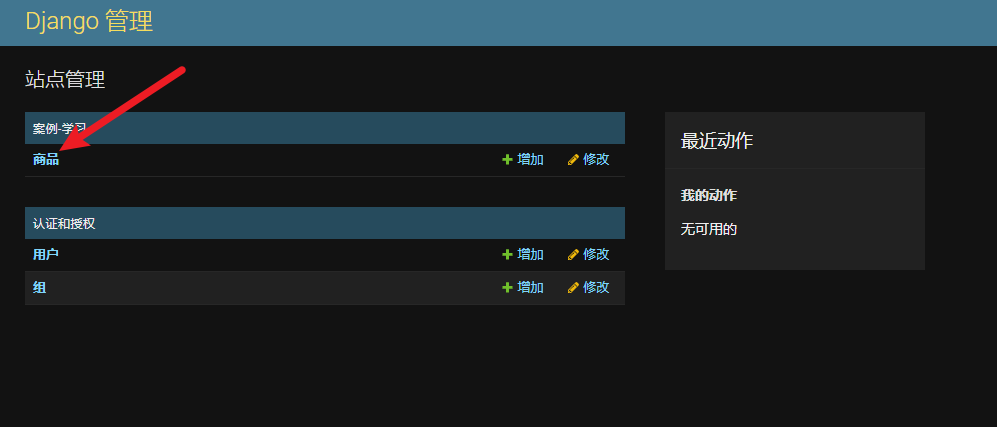 Django 管理
站点管理
案例-学习
商品 增加 修改
认证和授权
用户 增加 修改
组 增加 修改
最近动作
我的动作
无可用的